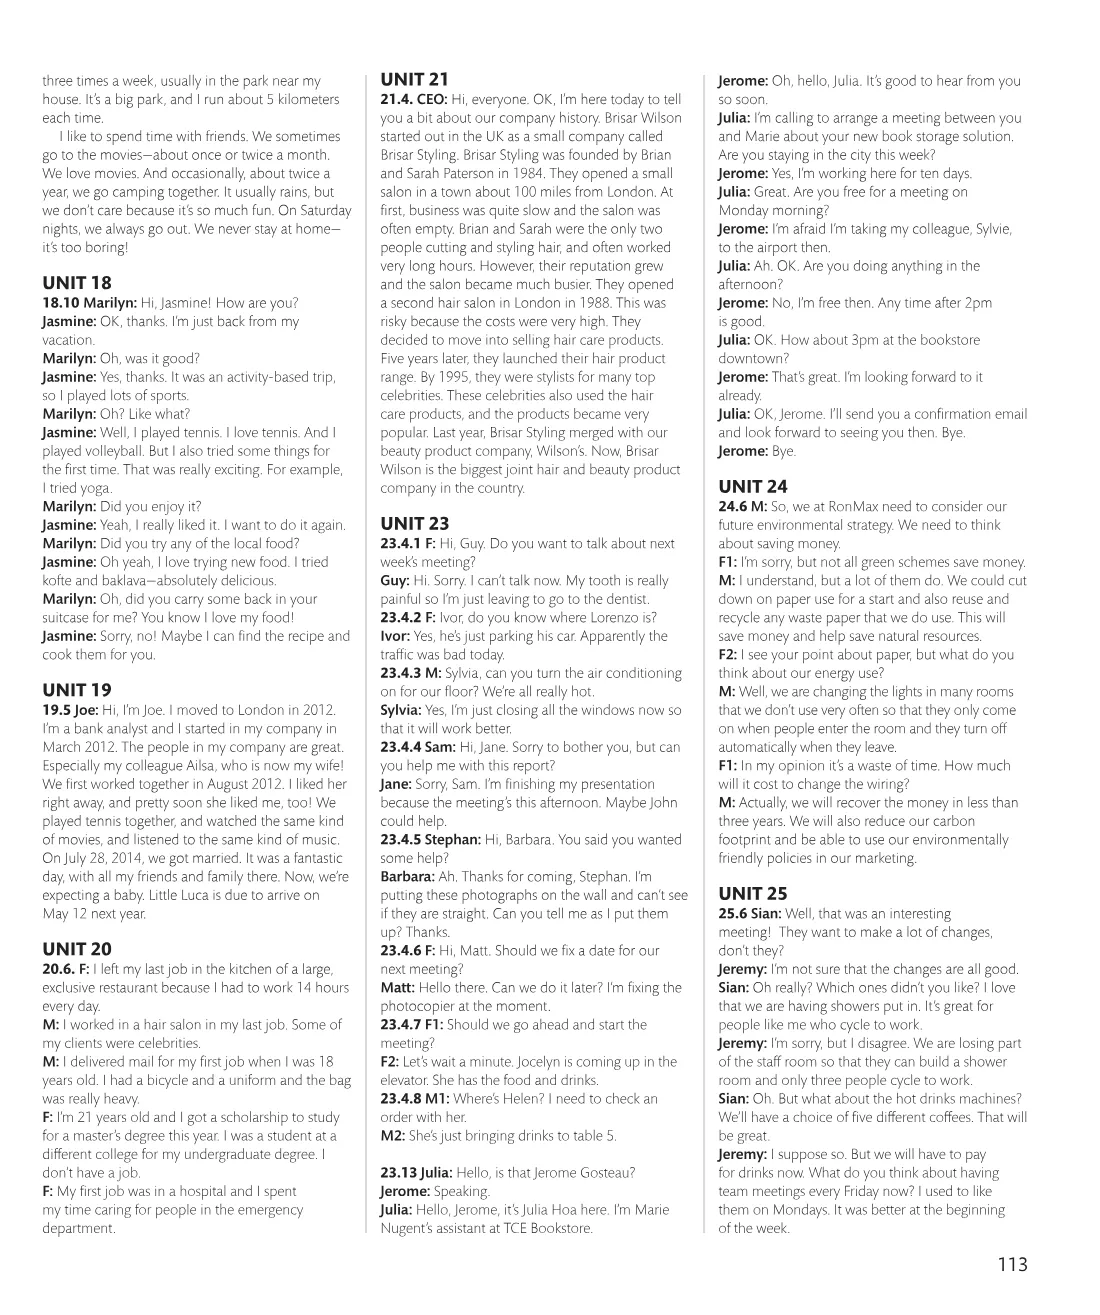 three times a week, usually in the park near my
house. It's a big park, and I run about 5 kilometers
each time.
I like to spend time with friends. We sometimes
go to the movies—about once or twice a month.
We love movies. And occasionally, about twice a
year, we go camping together. It usually rains, but
we don't care because it's so much fun. On Saturday
nights, we always go out. We never stay at home—
it's too boring!
UNIT 18
18.10 Marilyn: Hi, Jasmine! How are you?
Jasmine: OK, thanks. I'm just back from my
vacation.
Marilyn: Oh, was it good?
Jasmine: Yes, thanks. It was an activity-based trip,
so I played lots of sports.
Marilyn: Oh? Like what?
Jasmine: Well, I played tennis. I love tennis. And I
played volleyball. But I also tried some things for
the first time. That was really exciting. For example,
I tried yoga.
Marilyn: Did you enjoy it?
Jasmine: Yeah, I really liked it. I want to do it again.
Marilyn: Did you try any of the local food?
Jasmine: Oh yeah, I love trying new food. I tried
kofte and baklava—absolutely delicious.
Marilyn: Oh, did you carry some back in your
suitcase for me? You know I love my food!
Jasmine: Sorry, no! Maybe I can find the recipe and
cook them for you.
UNIT 19
19.5 Joe: Hi, I'm Joe. I moved to London in 2012.
I'm a bank analyst and I started in my company in
March 2012. The people in my company are great.
Especially my colleague Ailsa, who is now my wife!
We first worked together in August 2012. I liked her
right away, and pretty soon she liked me, too! We
played tennis together, and watched the same kind
of movies, and listened to the same kind of music.
On July 28, 2014, we got married. It was a fantastic
day, with all my friends and family there. Now, we're
expecting a baby. Little Luca is due to arrive on
May 12 next year.
UNIT 20
20.6. F: I left my last job in the kitchen of a large,
exclusive restaurant because I had to work 14 hours
every day.
M: I worked in a hair salon in my last job. Some of
my clients were celebrities.
M: I delivered mail for my first job when I was 18
years old. I had a bicycle and a uniform and the bag
was really heavy.
F: I'm 21 years old and I got a scholarship to study
for a master's degree this year. I was a student at a
different college for my undergraduate degree. I
don't have a job.
F: My first job was in a hospital and I spent
my time caring for people in the emergency
department.
UNIT 21
21.4. CEO: Hi, everyone. OK, I'm here today to tell
you a bit about our company history. Brisar Wilson
started out in the UK as a small company called
Brisar Styling. Brisar Styling was founded by Brian
and Sarah Paterson in 1984. They opened a small
salon in a town about 100 miles from London. At
first, business was quite slow and the salon was
often empty. Brian and Sarah were the only two
people cutting and styling hair, and often worked
very long hours. However, their reputation grew
and the salon became much busier. They opened
a second hair salon in London in 1988. This was
risky because the costs were very high. They
decided to move into selling hair care products.
Five years later, they launched their hair product
range. By 1995, they were stylists for many top
celebrities. These celebrities also used the hair
care products, and the products became very
popular. Last year, Brisar Styling merged with our
beauty product company, Wilson's. Now, Brisar
Wilson is the biggest joint hair and beauty product
company in the country.
UNIT 23
23.4.1 F: Hi, Guy. Do you want to talk about next
week's meeting?
Guy: Hi. Sorry. I can't talk now. My tooth is really
painful so I'm just leaving to go to the dentist.
23.4.2 F: Ivor, do you know where Lorenzo is?
Ivor: Yes, he's just parking his car. Apparently the
traffic was bad today.
23.4.3 M: Sylvia, can you turn the air conditioning
on for our floor? We're all really hot.
Sylvia: Yes, I'm just closing all the windows now so
that it will work better.
23.4.4 Sam: Hi, Jane. Sorry to bother you, but can
you help me with this report?
Jane: Sorry, Sam. I'm finishing my presentation
because the meeting's this afternoon. Maybe John
could help.
23.4.5 Stephan: Hi, Barbara. You said you wanted
some help?
Barbara: Ah. Thanks for coming, Stephan. I'm
putting these photographs on the wall and can't see
if they are straight. Can you tell me as I put them
up? Thanks.
23.4.6 F: Hi, Matt. Should we fix a date for our
next meeting?
Matt: Hello there. Can we do it later? I'm fixing the
photocopier at the moment.
23.4.7 F1: Should we go ahead and start the
meeting?
F2: Let's wait a minute. Jocelyn is coming up in the
elevator. She has the food and drinks.
23.4.8 M1: Where's Helen? I need to check an
order with her.
M2: She's just bringing drinks to table 5.
23.13 Julia: Hello, is that Jerome Gosteau?
Jerome: Speaking.
Julia: Hello, Jerome, it's Julia Hoa here. I'm Marie
Nugent's assistant at TCE Bookstore.
Jerome: Oh, hello, Julia. It's good to hear from you
so soon.
Julia: I'm calling to arrange a meeting between you
and Marie about your new book storage solution.
Are you staying in the city this week?
Jerome: Yes, I'm working here for ten days.
Julia: Great. Are you free for a meeting on
Monday morning?
Jerome: I'm afraid I'm taking my colleague, Sylvie,
to the airport then.
Julia: Ah. OK. Are you doing anything in the
afternoon?
Jerome: No, I'm free then. Any time after 2pm
is good.
Julia: OK. How about 3pm at the bookstore
downtown?
Jerome: That's great. I'm looking forward to it
already.
Julia: OK, Jerome. I'll send you a confirmation email
and look forward to seeing you then. Bye.
Jerome: Bye.
UNIT 24
24.6 M: So, we at RonMax need to consider our
future environmental strategy. We need to think
about saving money.
F1: I'm sorry, but not all green schemes save money.
M: I understand, but a lot of them do. We could cut
down on paper use for a start and also reuse and
recycle any waste paper that we do use. This will
save money and help save natural resources.
F2: I see your point about paper, but what do you
think about our energy use?
M: Well, we are changing the lights in many rooms
that we don't use very often so that they only come
on when people enter the room and they turn off
automatically when they leave.
F1: In my opinion it's a waste of time. How much
will it cost to change the wiring?
M: Actually, we will recover the money in less than
three years. We will also reduce our carbon
footprint and be able to use our environmentally
friendly policies in our marketing.
UNIT 25
25.6 Sian: Well, that was an interesting
meeting!  They want to make a lot of changes,
don't they?
Jeremy: I'm not sure that the changes are all good.
Sian: Oh really? Which ones didn't you like? I love
that we are having showers put in. It's great for
people like me who cycle to work.
Jeremy: I'm sorry, but I disagree. We are losing part
of the staff room so that they can build a shower
room and only three people cycle to work.
Sian: Oh. But what about the hot drinks machines?
We'll have a choice of five different coffees. That will
be great.
Jeremy: I suppose so. But we will have to pay
for drinks now. What do you think about having
team meetings every Friday now? I used to like
them on Mondays. It was better at the beginning
of the week.
113